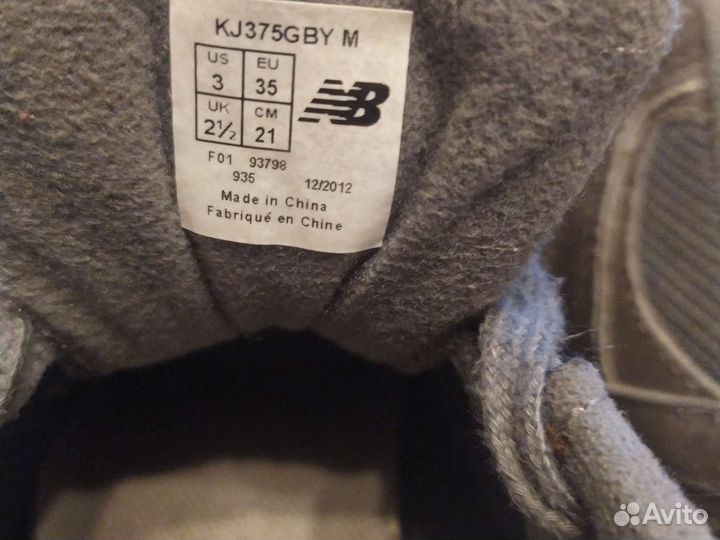 KJ375GBY M
US EU
3 35
UK CM
2½ 21
NB
F01 93798
935 12/2012
Made in China
Fabriqué en Chine
Avito